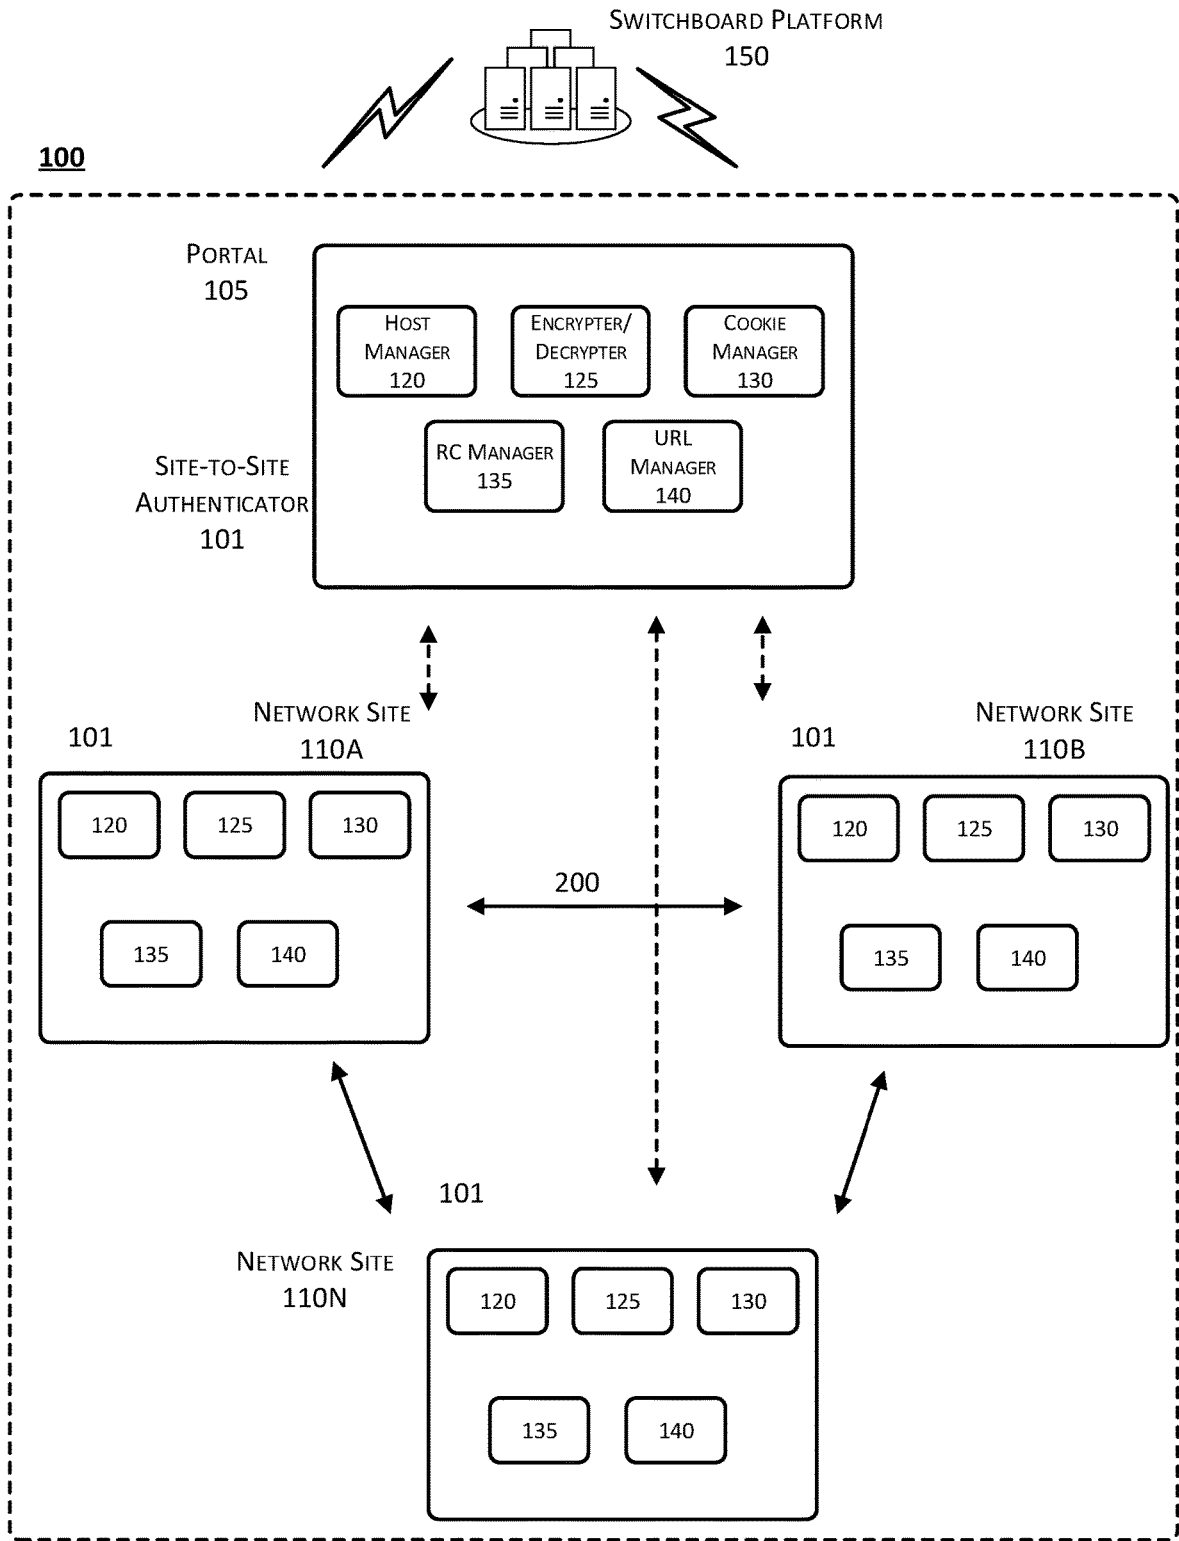 SWITCHBOARD PLATFORM
150
100
PORTAL
105
HOST
MANAGER
120
ENCRYPTER/
DECRYPTER
125
COOKIE
MANAGER
130
RC MANAGER
135
URL
MANAGER
140
SITE-TO-SITE
AUTHENTICATOR
101
NETWORK SITE
110A
101
120
125
130
135
140
NETWORK SITE
110B
101
120
125
130
135
140
200
101
NETWORK SITE
110N
120
125
130
135
140